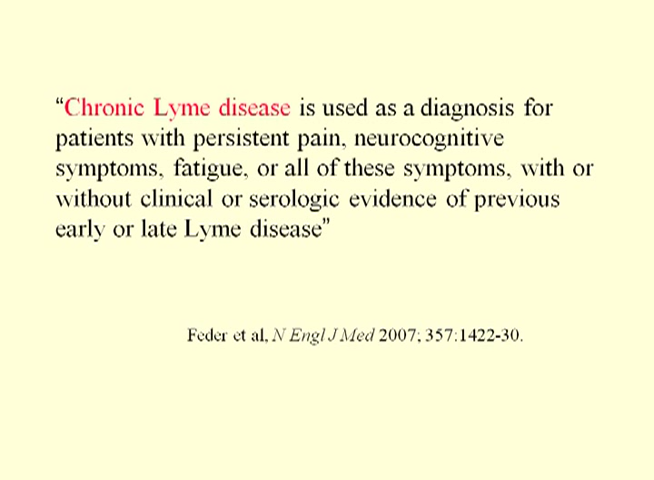 “Chronic Lyme disease is used as a diagnosis for
patients with persistent pain, neurocognitive
symptoms, fatigue, or all of these symptoms, with or
without clinical or serologic evidence of previous
early or late Lyme disease”
Feder et al, N Engl J Med 2007; 357:1422-30.